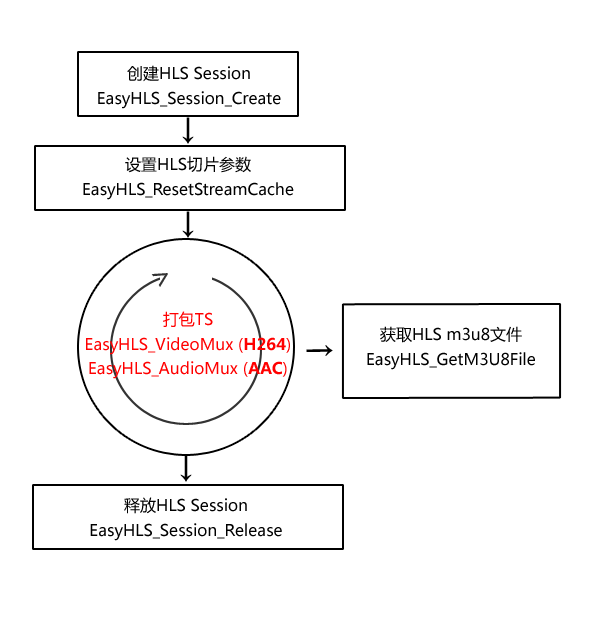 创建HLS Session
EasyHLS_Session_Create
设置HLS切片参数
EasyHLS_ResetStreamCache
打包TS
EasyHLS_VideoMux (H264)
EasyHLS_AudioMux (AAC)
获取HLS m3u8文件
EasyHLS_GetM3U8File
释放HLS Session
EasyHLS_Session_Release